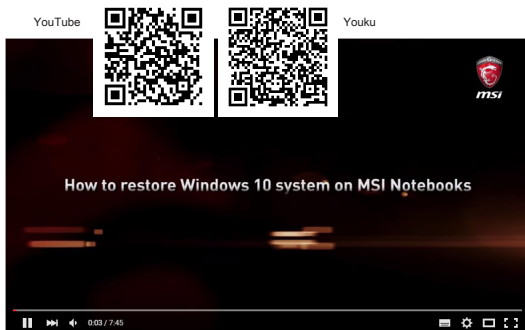 YouTube
Youku
msi
How to restore Windows 10 system on MSI Notebooks
0:03 / 7:45